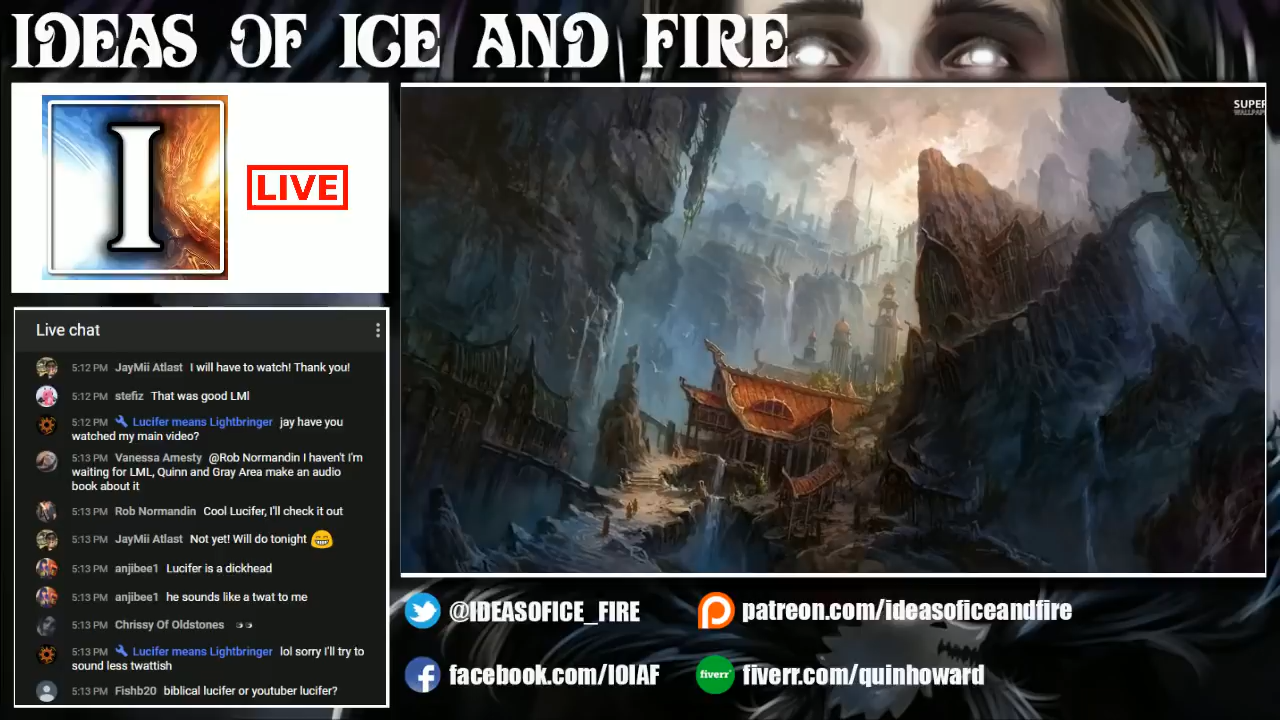 IDEAS OF ICE AND FIRE
I
LIVE
SUPER
WALLPAP
Live chat
5:12 PM JayMii Atlast I will have to watch! Thank you!
5:12 PM stefiz That was good LMl
5:12 PM Lucifer means Lightbringer jay have you
watched my main video?
5:13 PM Vanessa Amesty @Rob Normandin I haven't I'm
waiting for LML, Quinn and Gray Area make an audio
book about it
5:13 PM Rob Normandin Cool Lucifer, I'll check it out
5:13 PM JayMii Atlast Not yet! Will do tonight 😁
5:13 PM anjibee1 Lucifer is a dickhead
5:13 PM anjibee1 he sounds like a twat to me
5:13 PM Chrissy Of Oldstones 👀
5:13 PM Lucifer means Lightbringer lol sorry I'll try to
sound less twattish
5:13 PM Fishb20 biblical lucifer or youtuber lucifer?
@IDEASOFICE_FIRE
patreon.com/ideasoficeandfire
facebook.com/IOIAF
fiverr
fiverr.com/quinhoward